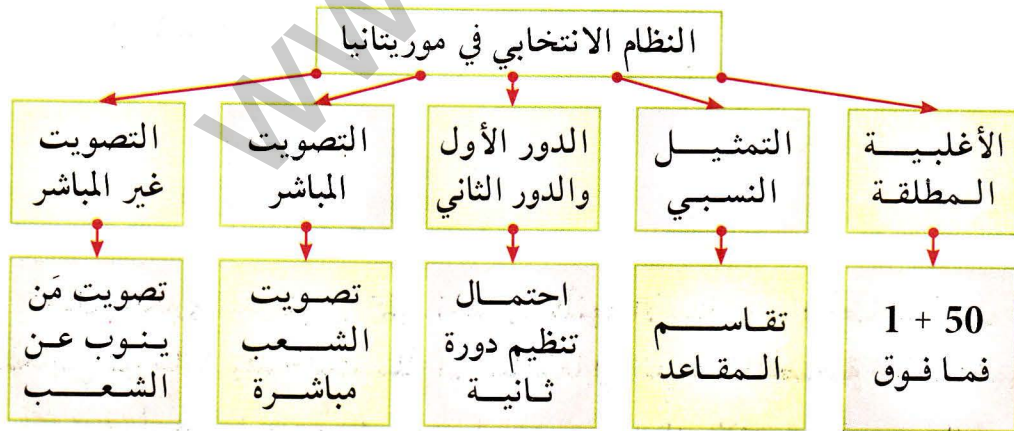 النظام الانتخابي في موريتانيا
الأغلبية
المطلقة
التمثيل
النسبي
الدور الأول
والدور الثاني
التصويت
المباشر
التصويت
غير المباشر
50 + 1
فما فوق
تقاسم
المقاعد
احتمال
تنظيم دورة
ثانية
تصويت
الشعب
مباشرة
تصويت مَن
ينوب عن
الشعب